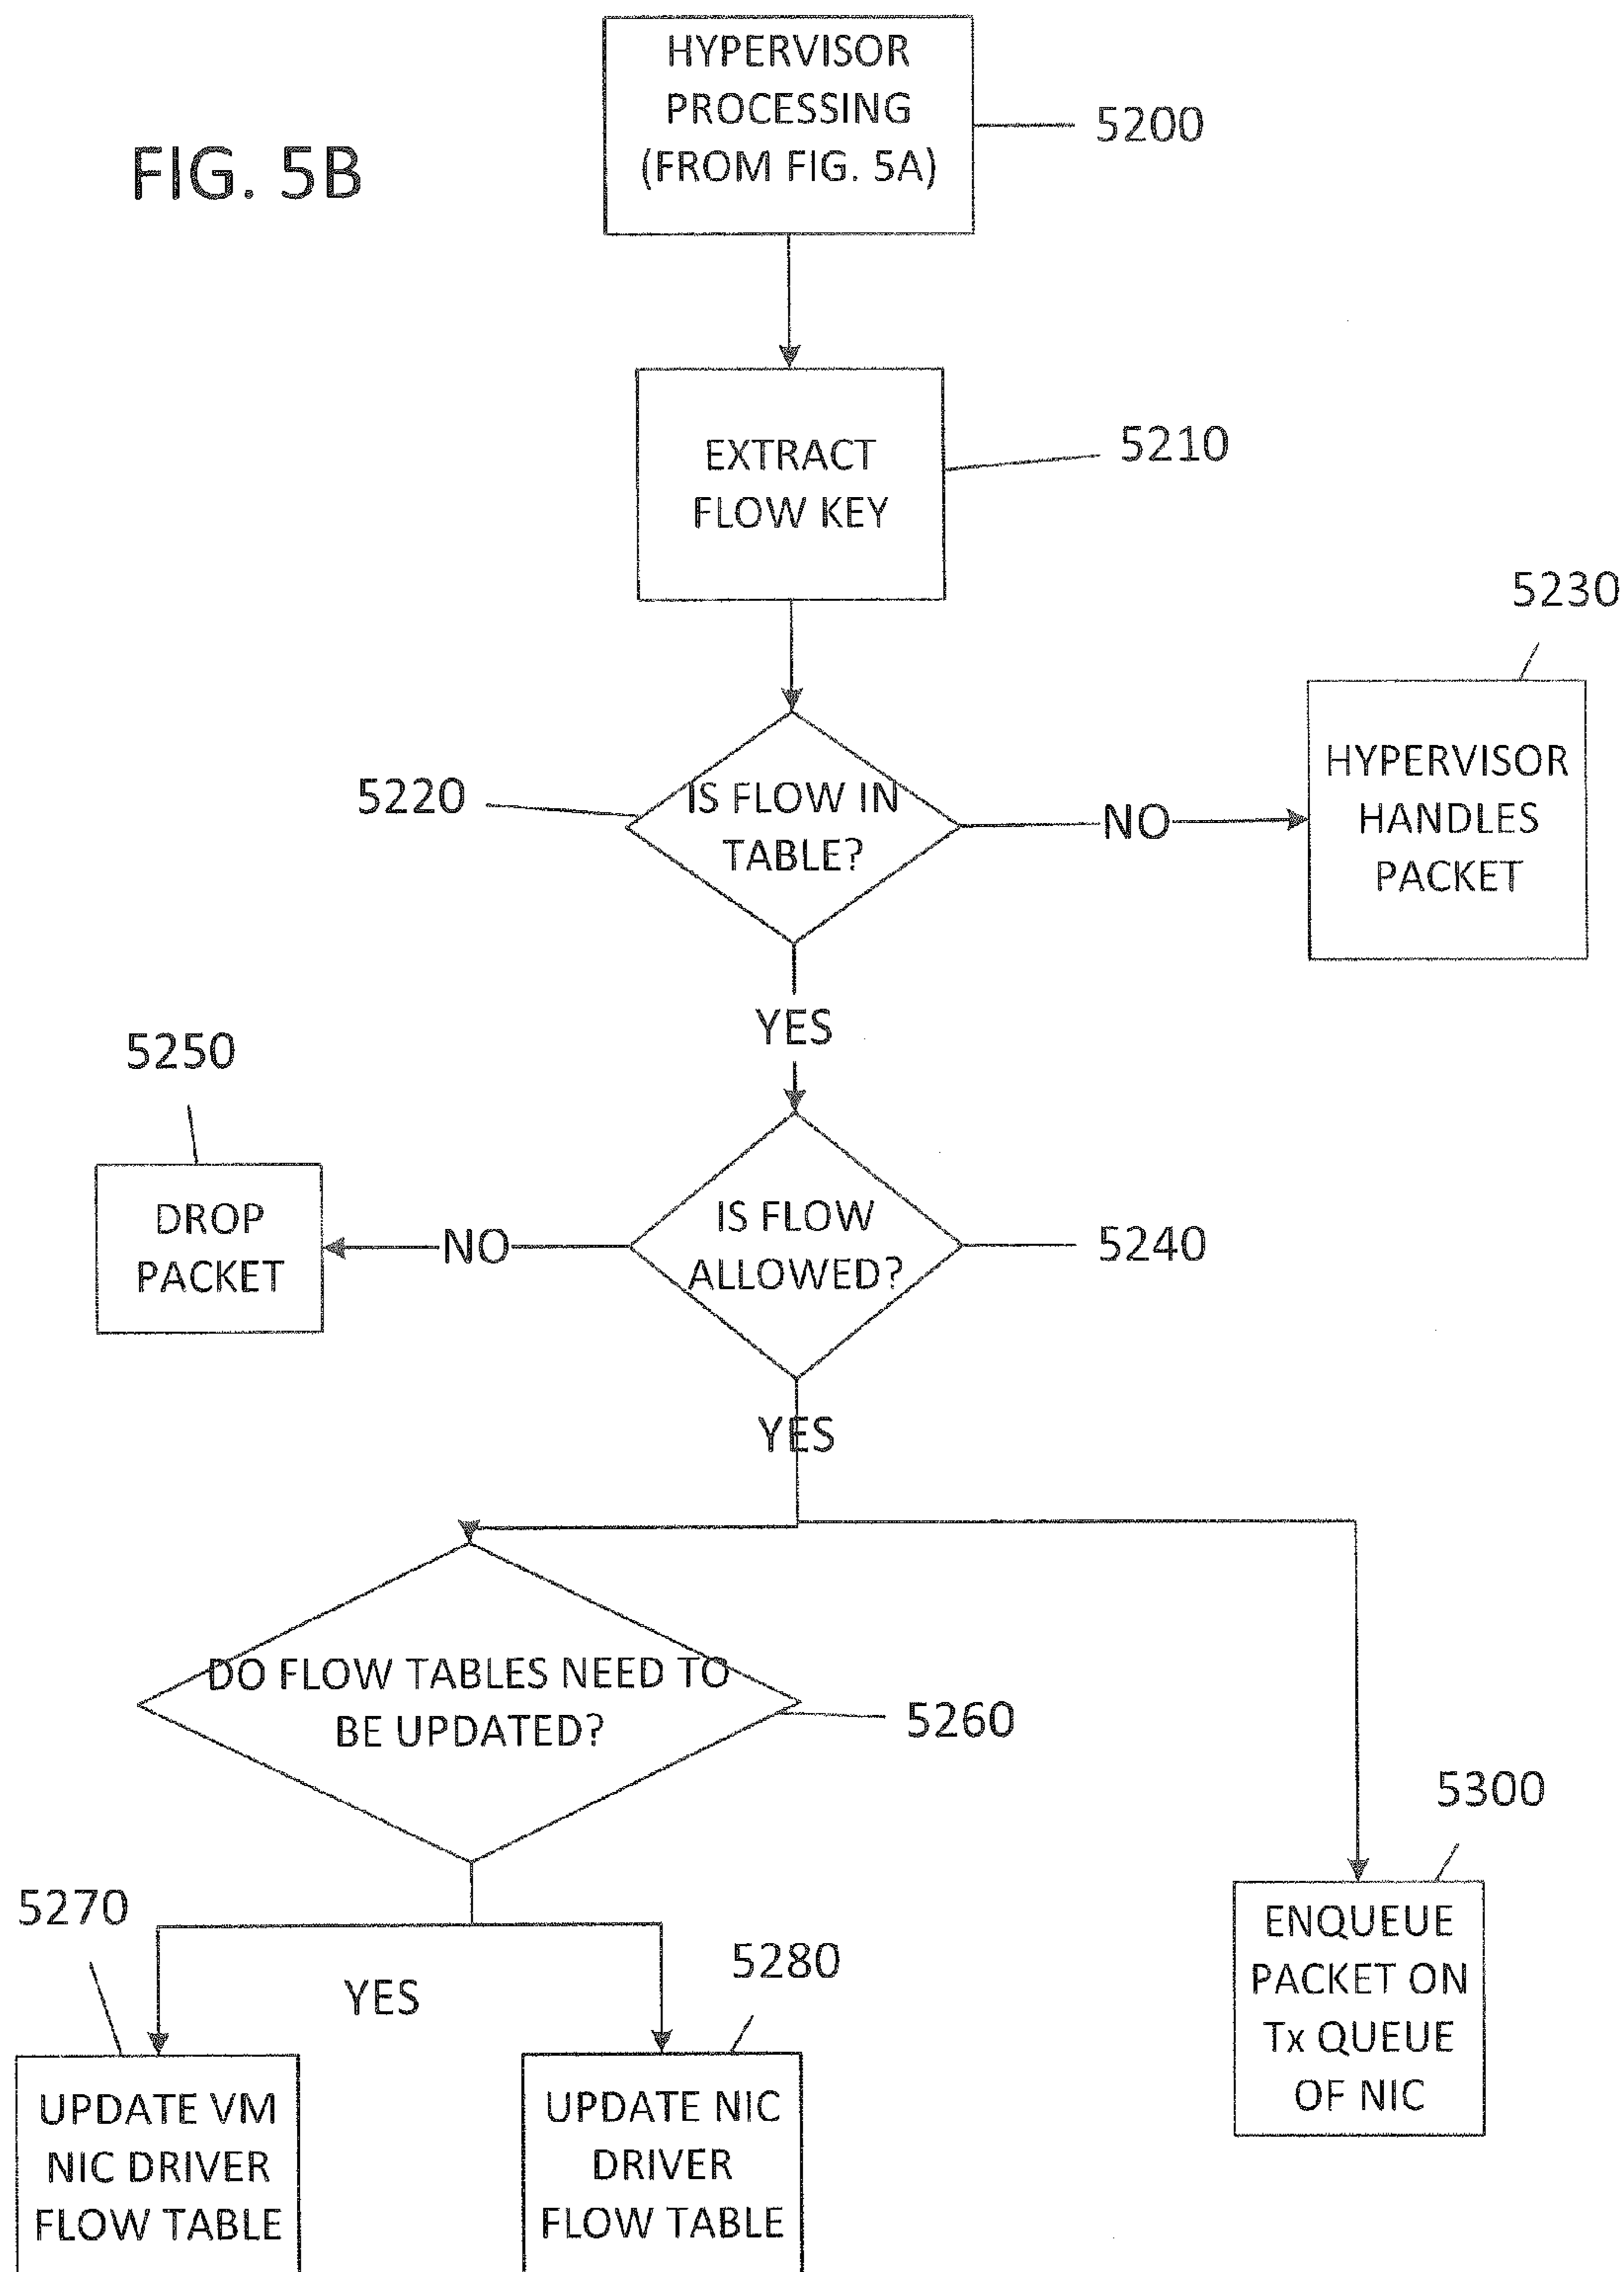 HYPERVISOR
PROCESSING
(FROM FIG. 5A)
5200
FIG. 5B
EXTRACT
FLOW KEY
5210
5230
IS FLOW IN
TABLE?
5220
NO
HYPERVISOR
HANDLES
PACKET
YES
5250
DROP
PACKET
NO
IS FLOW
ALLOWED?
5240
YES
DO FLOW TABLES NEED TO
BE UPDATED?
5260
5300
ENQUEUE
PACKET ON
Tx QUEUE
OF NIC
5270
YES
5280
UPDATE VM
NIC DRIVER
FLOW TABLE
UPDATE NIC
DRIVER
FLOW TABLE